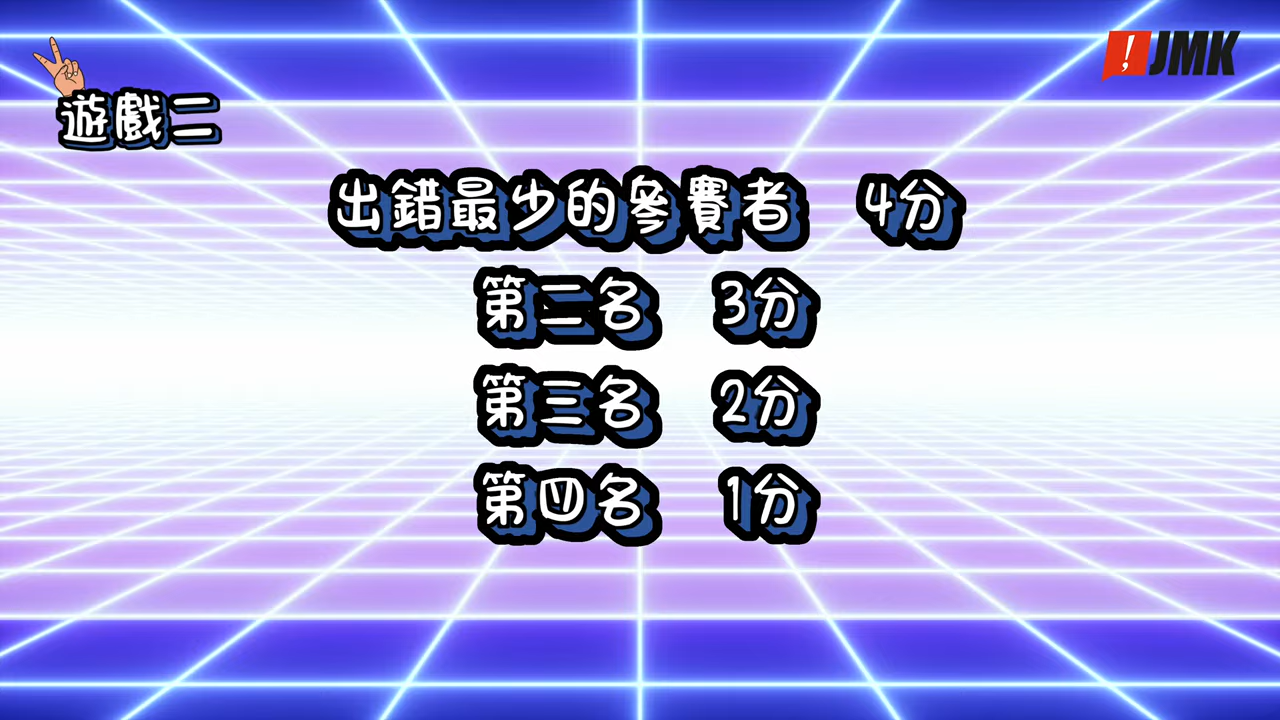 !JMK
遊戲二
出錯最少的參賽者 4分
第二名 3分
第三名 2分
第四名 1分